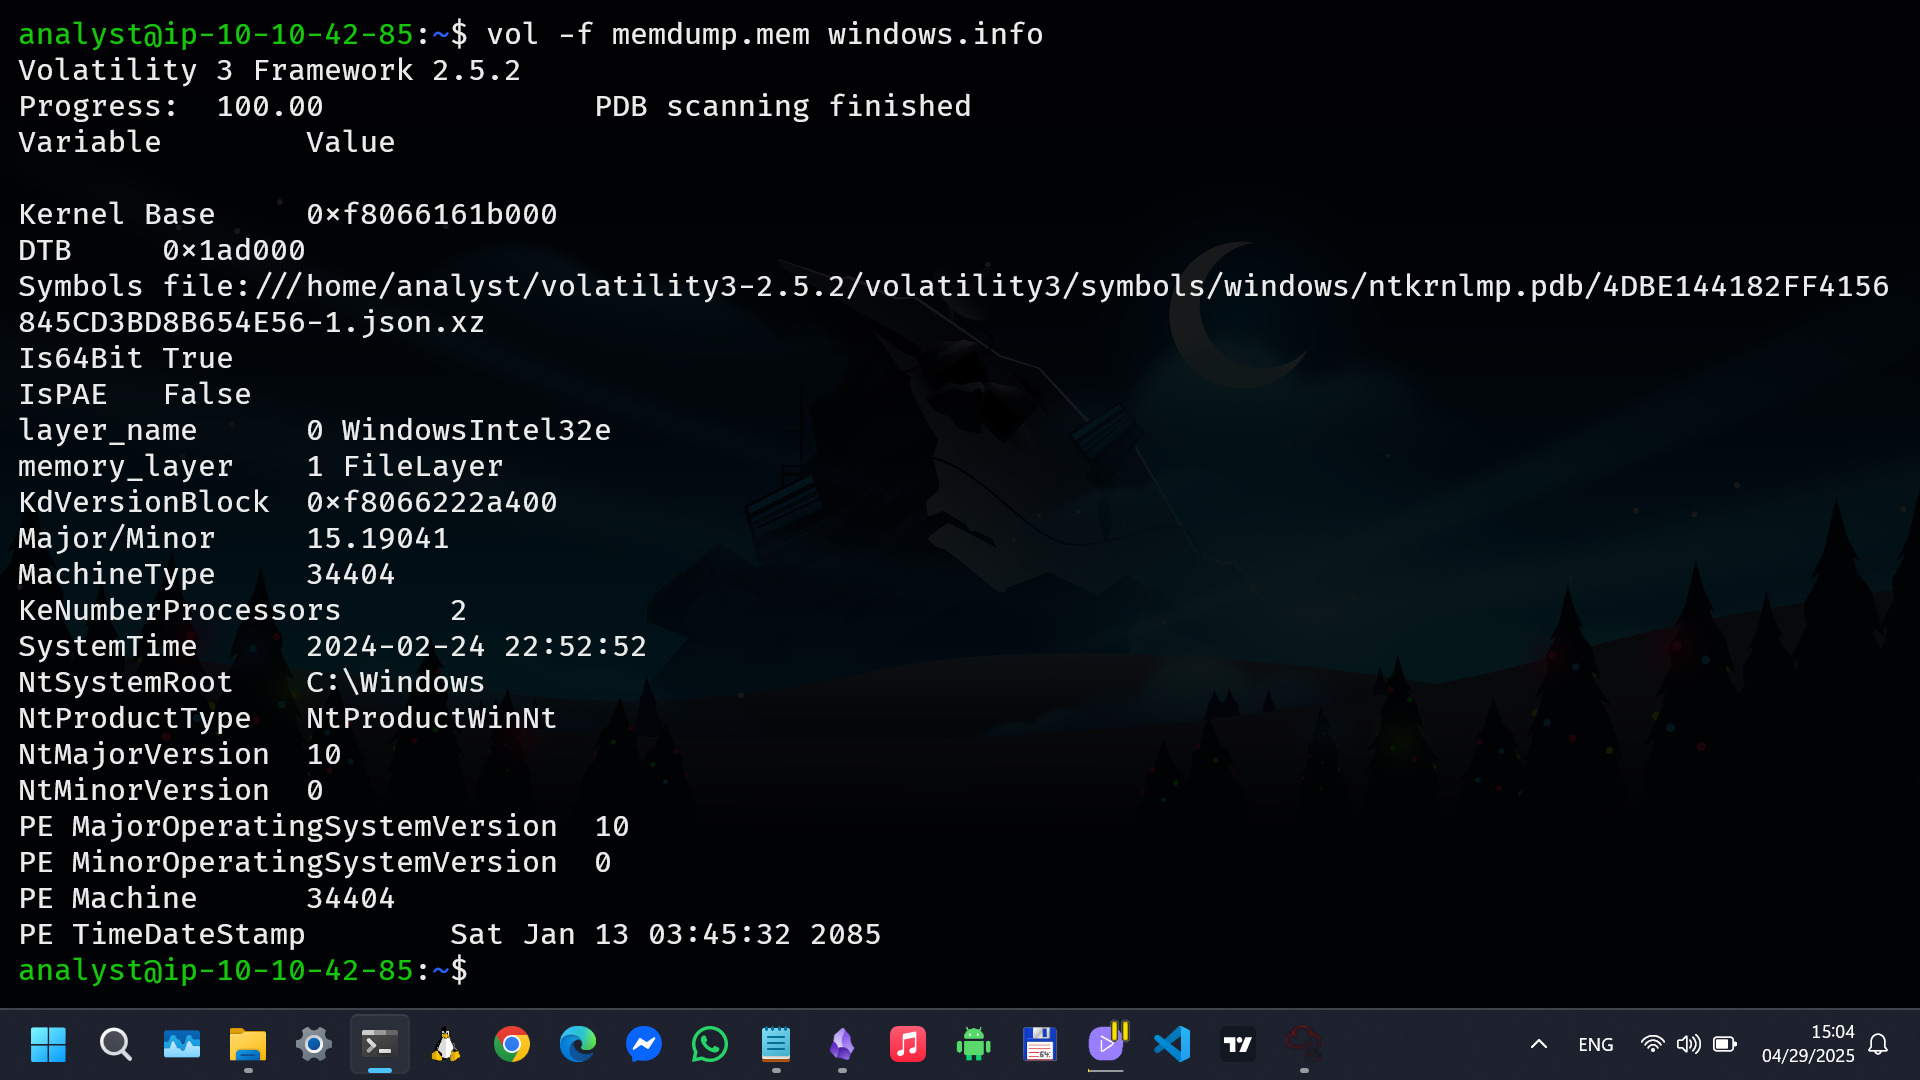 analyst@ip-10-10-42-85:~$ vol -f memdump.mem windows.info
Volatility 3 Framework 2.5.2
Progress:  100.00               PDB scanning finished
Variable        Value

Kernel Base     0xf8066161b000
DTB     0x1ad000
Symbols file:///home/analyst/volatility3-2.5.2/volatility3/symbols/windows/ntkrnlmp.pdb/4DBE144182FF4156
845CD3BD8B654E56-1.json.xz
Is64Bit True
IsPAE   False
layer_name      0 WindowsIntel32e
memory_layer    1 FileLayer
KdVersionBlock  0xf8066222a400
Major/Minor     15.19041
MachineType     34404
KeNumberProcessors      2
SystemTime      2024-02-24 22:52:52
NtSystemRoot    C:\Windows
NtProductType   NtProductWinNt
NtMajorVersion  10
NtMinorVersion  0
PE MajorOperatingSystemVersion  10
PE MinorOperatingSystemVersion  0
PE Machine      34404
PE TimeDateStamp        Sat Jan 13 03:45:32 2085
analyst@ip-10-10-42-85:~$
64
ENG
15:04
04/29/2025